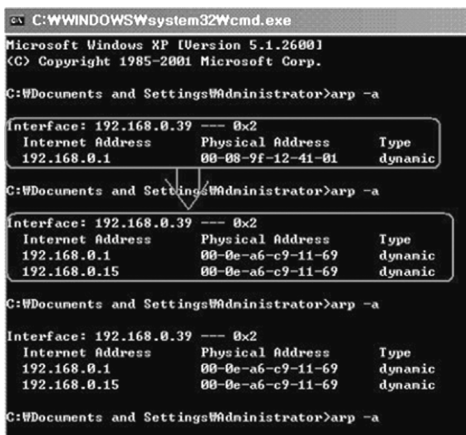 C:₩WINDOWS₩system32₩cmd.exe
Microsoft Windows XP [Version 5.1.2600]
(C) Copyright 1985-2001 Microsoft Corp.
C:₩Documents and Settings₩Administrator>arp -a
Interface: 192.168.0.39 --- 0x2
Internet Address Physical Address Type
192.168.0.1 00-08-9f-12-41-01 dynamic
C:₩Documents and Settings₩Administrator>arp -a
Interface: 192.168.0.39 --- 0x2
Internet Address Physical Address Type
192.168.0.1 00-0e-a6-c9-11-69 dynamic
192.168.0.15 00-0e-a6-c9-11-69 dynamic
C:₩Documents and Settings₩Administrator>arp -a
Interface: 192.168.0.39 --- 0x2
Internet Address Physical Address Type
192.168.0.1 00-0e-a6-c9-11-69 dynamic
192.168.0.15 00-0e-a6-c9-11-69 dynamic
C:₩Documents and Settings₩Administrator>arp -a